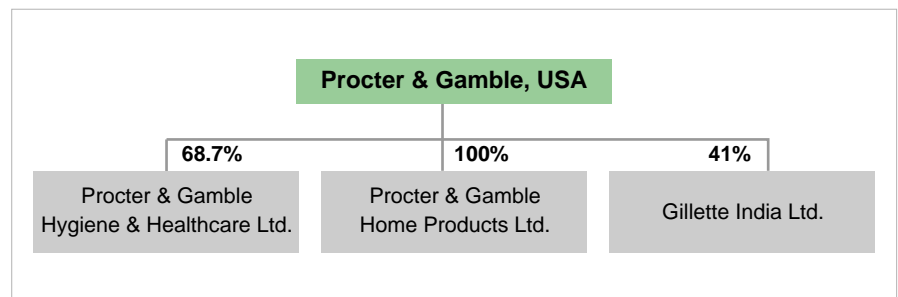 Procter & Gamble, USA
68.7%
100%
41%
Procter & Gamble
Hygiene & Healthcare Ltd.
Procter & Gamble
Home Products Ltd.
Gillette India Ltd.